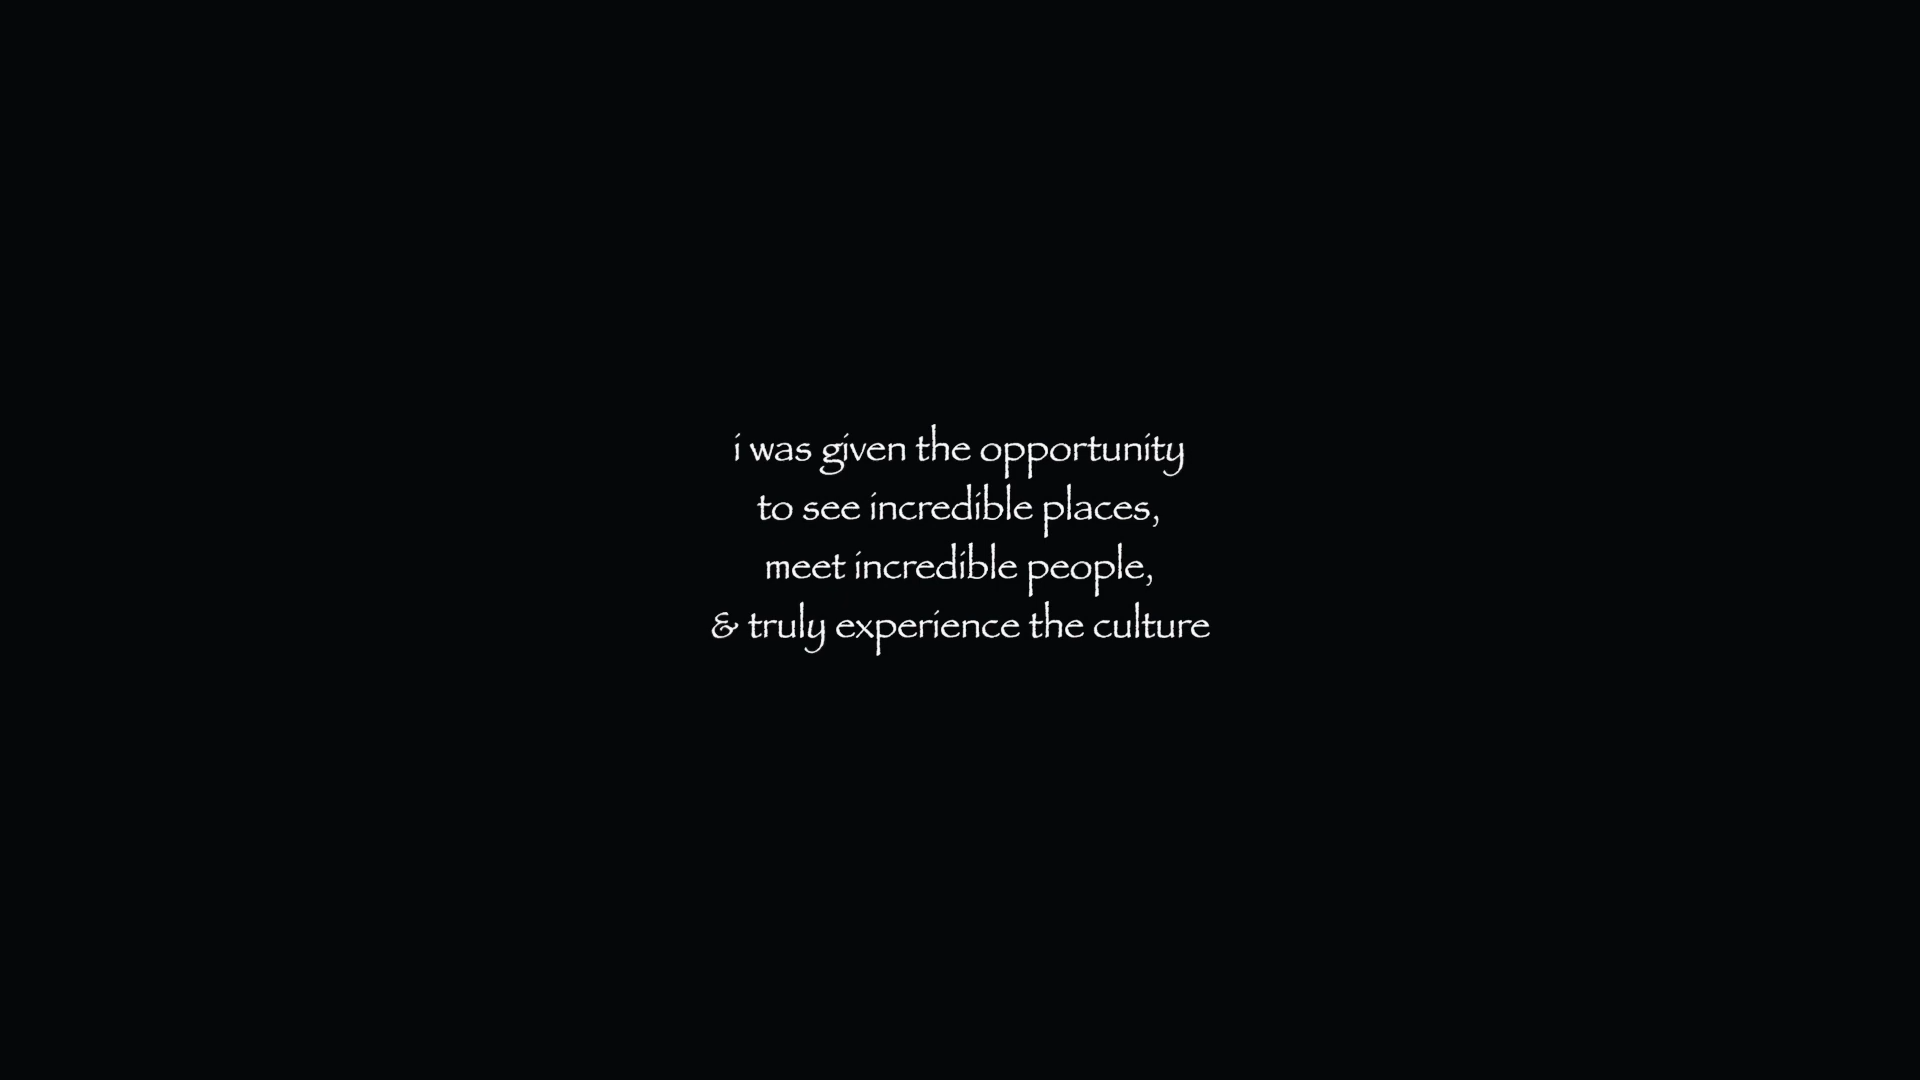 i was given the opportunity
to see incredible places,
meet incredible people,
& truly experience the culture